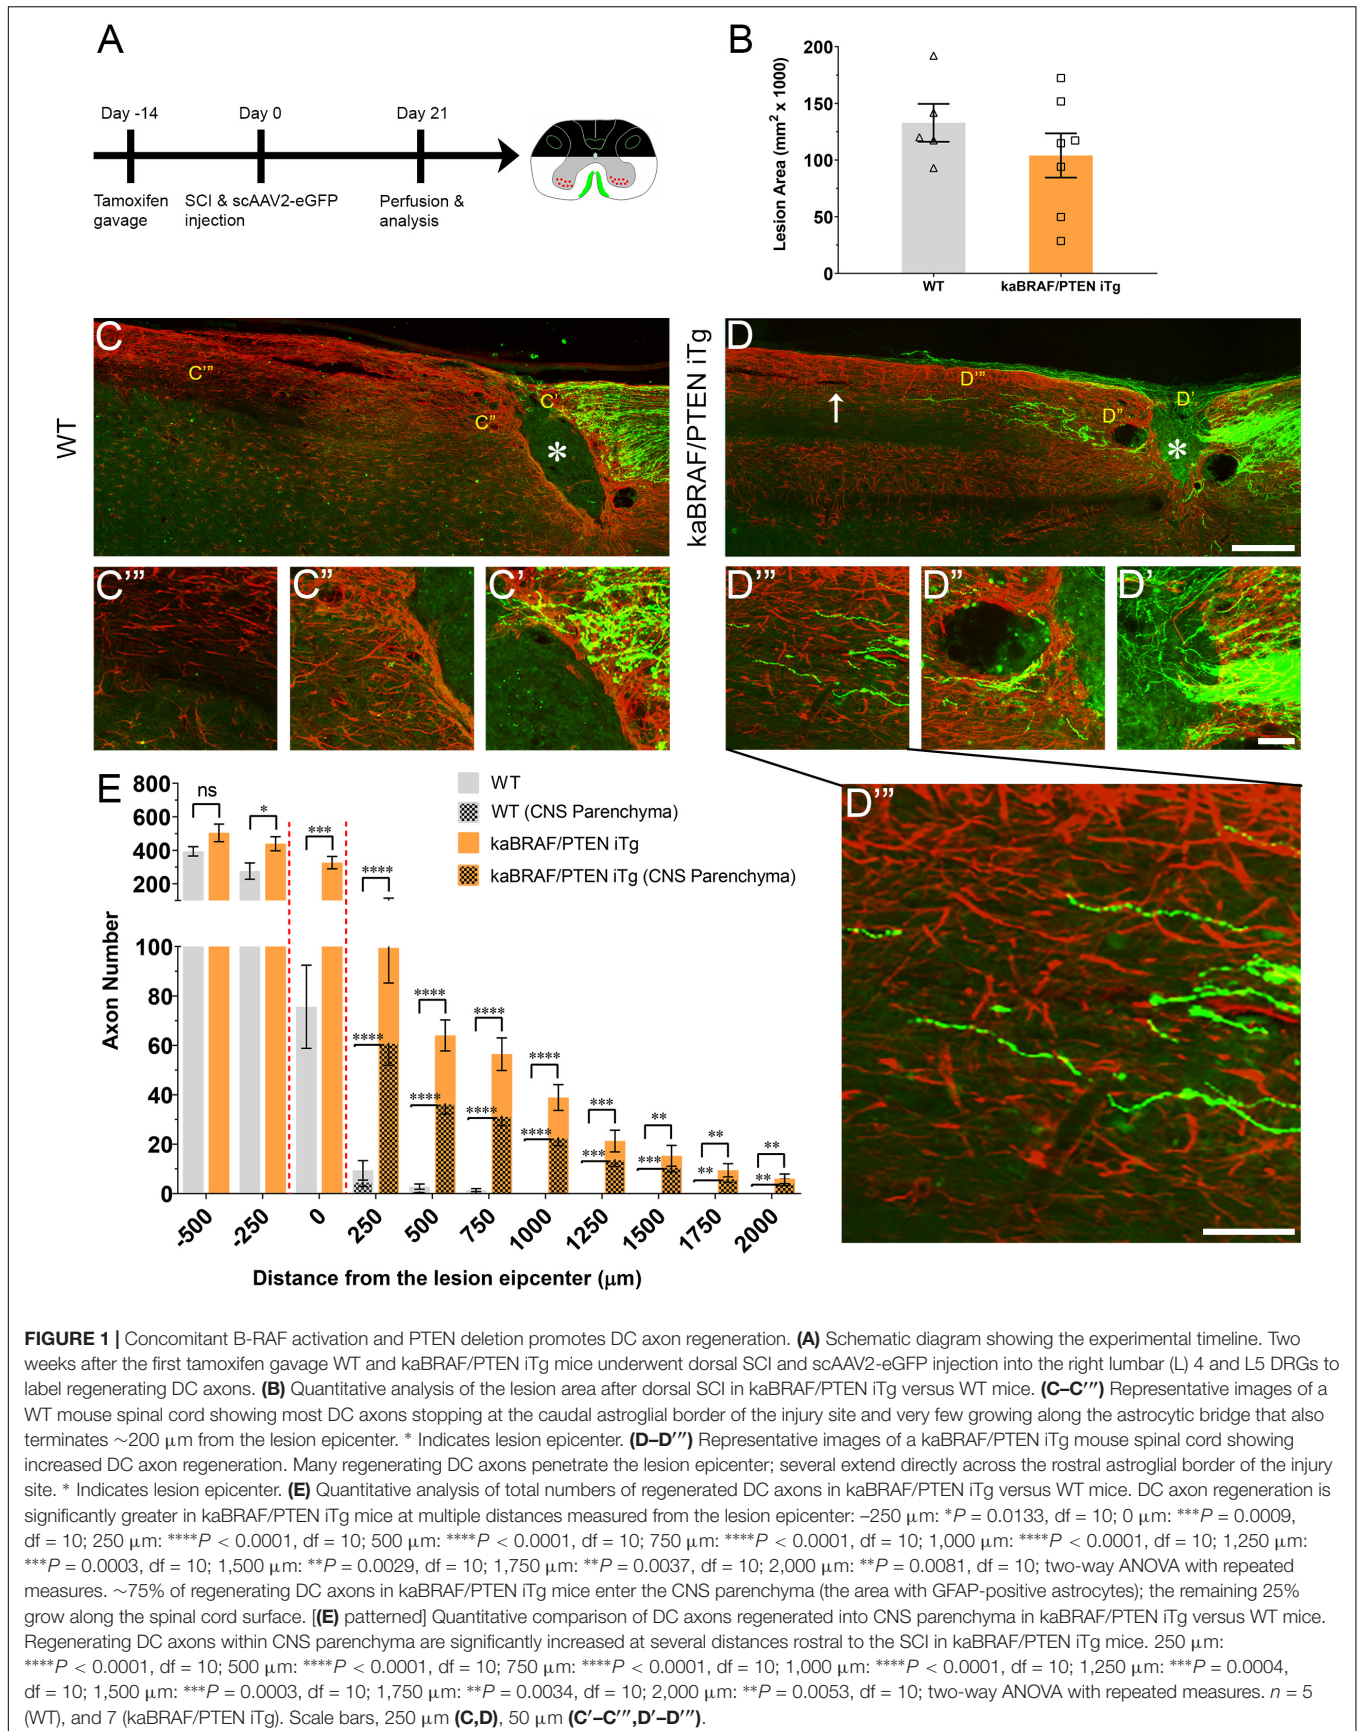 A
Day -14
Day 0
Day 21
Tamoxifen
gavage
SCI & scAAV2-eGFP
injection
Perfusion &
analysis
B
Lesion Area (mm² x 1000)
200
150
100
50
0
WT
kaBRAF/PTEN iTg
WT
C
C'''
C''
C'
*
kaBRAF/PTEN iTg
D
D'''
D''
D'
*
C'''
C''
C'
D'''
D''
D'
E
Axon Number
800
600
400
200
100
80
60
40
20
0
ns
*
***
****
****
****
****
****
****
****
****
***
***
**
***
**
**
**
**
WT
WT (CNS Parenchyma)
kaBRAF/PTEN iTg
kaBRAF/PTEN iTg (CNS Parenchyma)
-500
-250
0
250
500
750
1000
1250
1500
1750
2000
Distance from the lesion eipcenter (μm)
D'''
FIGURE 1 | Concomitant B-RAF activation and PTEN deletion promotes DC axon regeneration. (A) Schematic diagram showing the experimental timeline. Two
weeks after the first tamoxifen gavage WT and kaBRAF/PTEN iTg mice underwent dorsal SCI and scAAV2-eGFP injection into the right lumbar (L) 4 and L5 DRGs to
label regenerating DC axons. (B) Quantitative analysis of the lesion area after dorsal SCI in kaBRAF/PTEN iTg versus WT mice. (C–C′′′) Representative images of a
WT mouse spinal cord showing most DC axons stopping at the caudal astroglial border of the injury site and very few growing along the astrocytic bridge that also
terminates ∼200 μm from the lesion epicenter. * Indicates lesion epicenter. (D–D′′′) Representative images of a kaBRAF/PTEN iTg mouse spinal cord showing
increased DC axon regeneration. Many regenerating DC axons penetrate the lesion epicenter; several extend directly across the rostral astroglial border of the injury
site. * Indicates lesion epicenter. (E) Quantitative analysis of total numbers of regenerated DC axons in kaBRAF/PTEN iTg versus WT mice. DC axon regeneration is
significantly greater in kaBRAF/PTEN iTg mice at multiple distances measured from the lesion epicenter: –250 μm: *P = 0.0133, df = 10; 0 μm: ***P = 0.0009,
df = 10; 250 μm: ****P < 0.0001, df = 10; 500 μm: ****P < 0.0001, df = 10; 750 μm: ****P < 0.0001, df = 10; 1,000 μm: ****P < 0.0001, df = 10; 1,250 μm:
***P = 0.0003, df = 10; 1,500 μm: **P = 0.0029, df = 10; 1,750 μm: **P = 0.0037, df = 10; 2,000 μm: **P = 0.0081, df = 10; two-way ANOVA with repeated
measures. ∼75% of regenerating DC axons in kaBRAF/PTEN iTg mice enter the CNS parenchyma (the area with GFAP-positive astrocytes); the remaining 25%
grow along the spinal cord surface. [(E) patterned] Quantitative comparison of DC axons regenerated into CNS parenchyma in kaBRAF/PTEN iTg versus WT mice.
Regenerating DC axons within CNS parenchyma are significantly increased at several distances rostral to the SCI in kaBRAF/PTEN iTg mice. 250 μm:
****P < 0.0001, df = 10; 500 μm: ****P < 0.0001, df = 10; 750 μm: ****P < 0.0001, df = 10; 1,000 μm: ****P < 0.0001, df = 10; 1,250 μm: ***P = 0.0004,
df = 10; 1,500 μm: ***P = 0.0003, df = 10; 1,750 μm: **P = 0.0034, df = 10; 2,000 μm: **P = 0.0053, df = 10; two-way ANOVA with repeated measures. n = 5
(WT), and 7 (kaBRAF/PTEN iTg). Scale bars, 250 μm (C,D), 50 μm (C′–C′′′,D′–D′′′).